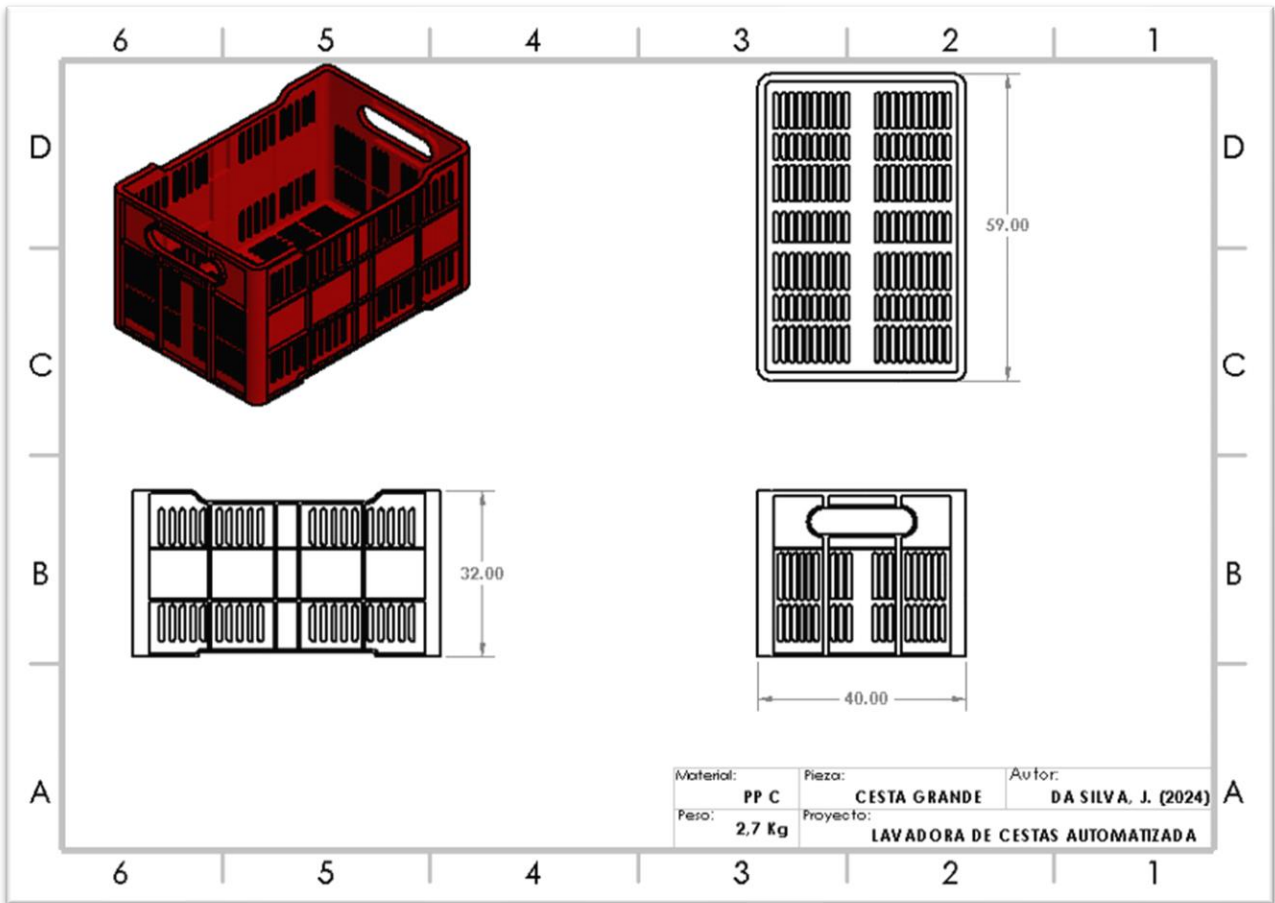 6 5 4 3 2 1
D D
59.00
C C
B B
32.00
40.00
Material: Pieza: Autor:
PP C CESTA GRANDE DA SILVA, J. (2024)
A A
Peso: Proyecto:
2,7 Kg LAVADORA DE CESTAS AUTOMATIZADA
6 5 4 3 2 1